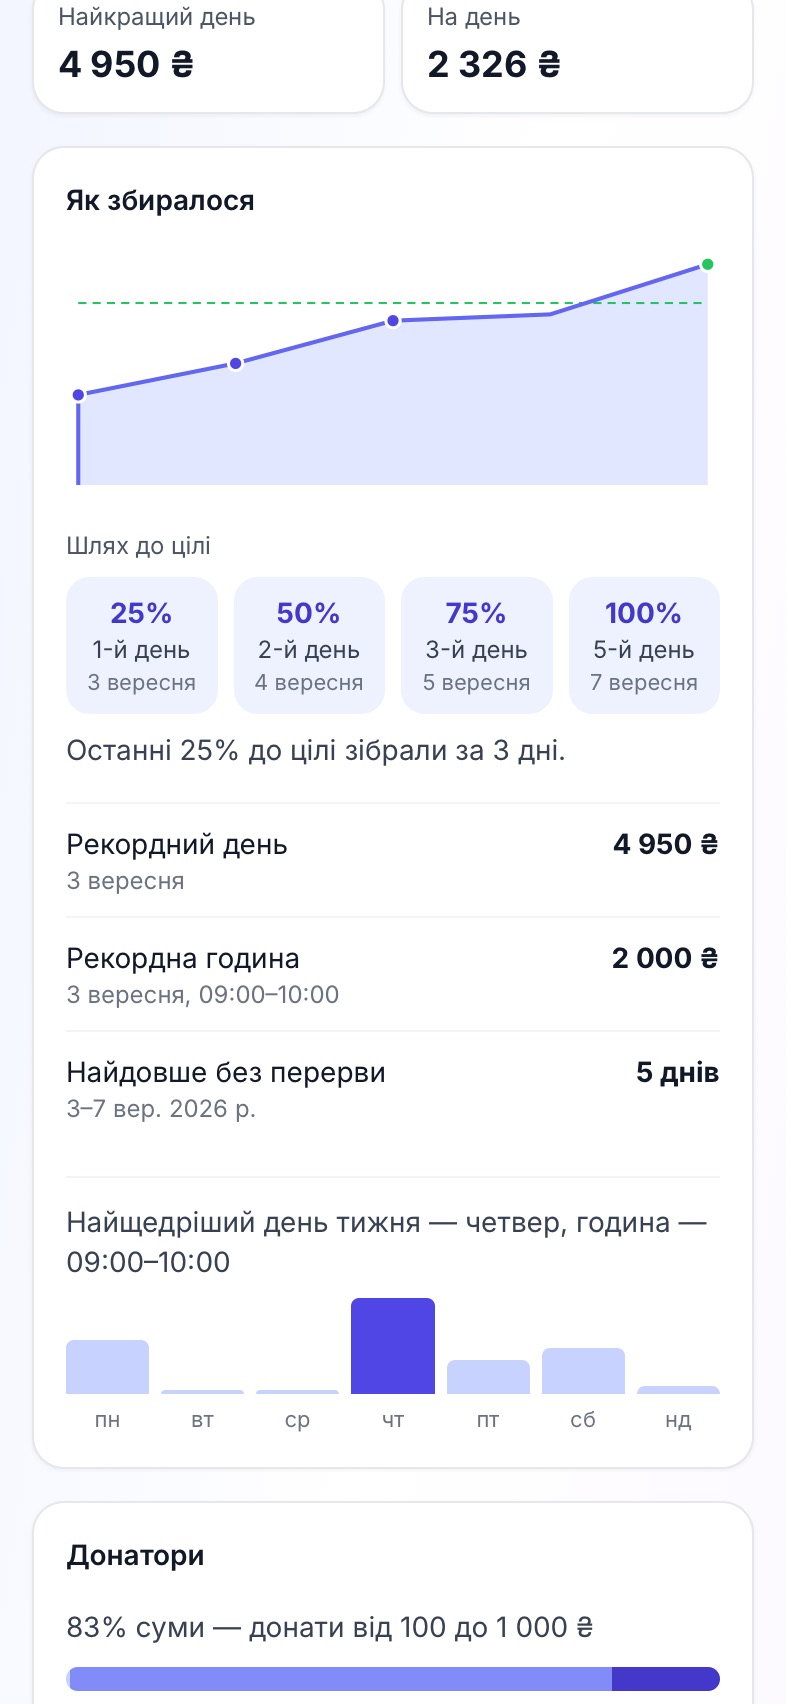 Найкращий день
4 950 ₴
На день
2 326 ₴
Як збиралося
Шлях до цілі
25%
1-й день
3 вересня
50%
2-й день
4 вересня
75%
3-й день
5 вересня
100%
5-й день
7 вересня
Останні 25% до цілі зібрали за 3 дні.
Рекордний день
4 950 ₴
3 вересня
Рекордна година
2 000 ₴
3 вересня, 09:00–10:00
Найдовше без перерви
5 днів
3–7 вер. 2026 р.
Найщедріший день тижня — четвер, година —
09:00–10:00
пн вт ср чт пт сб нд
Донатори
83% суми — донати від 100 до 1 000 ₴